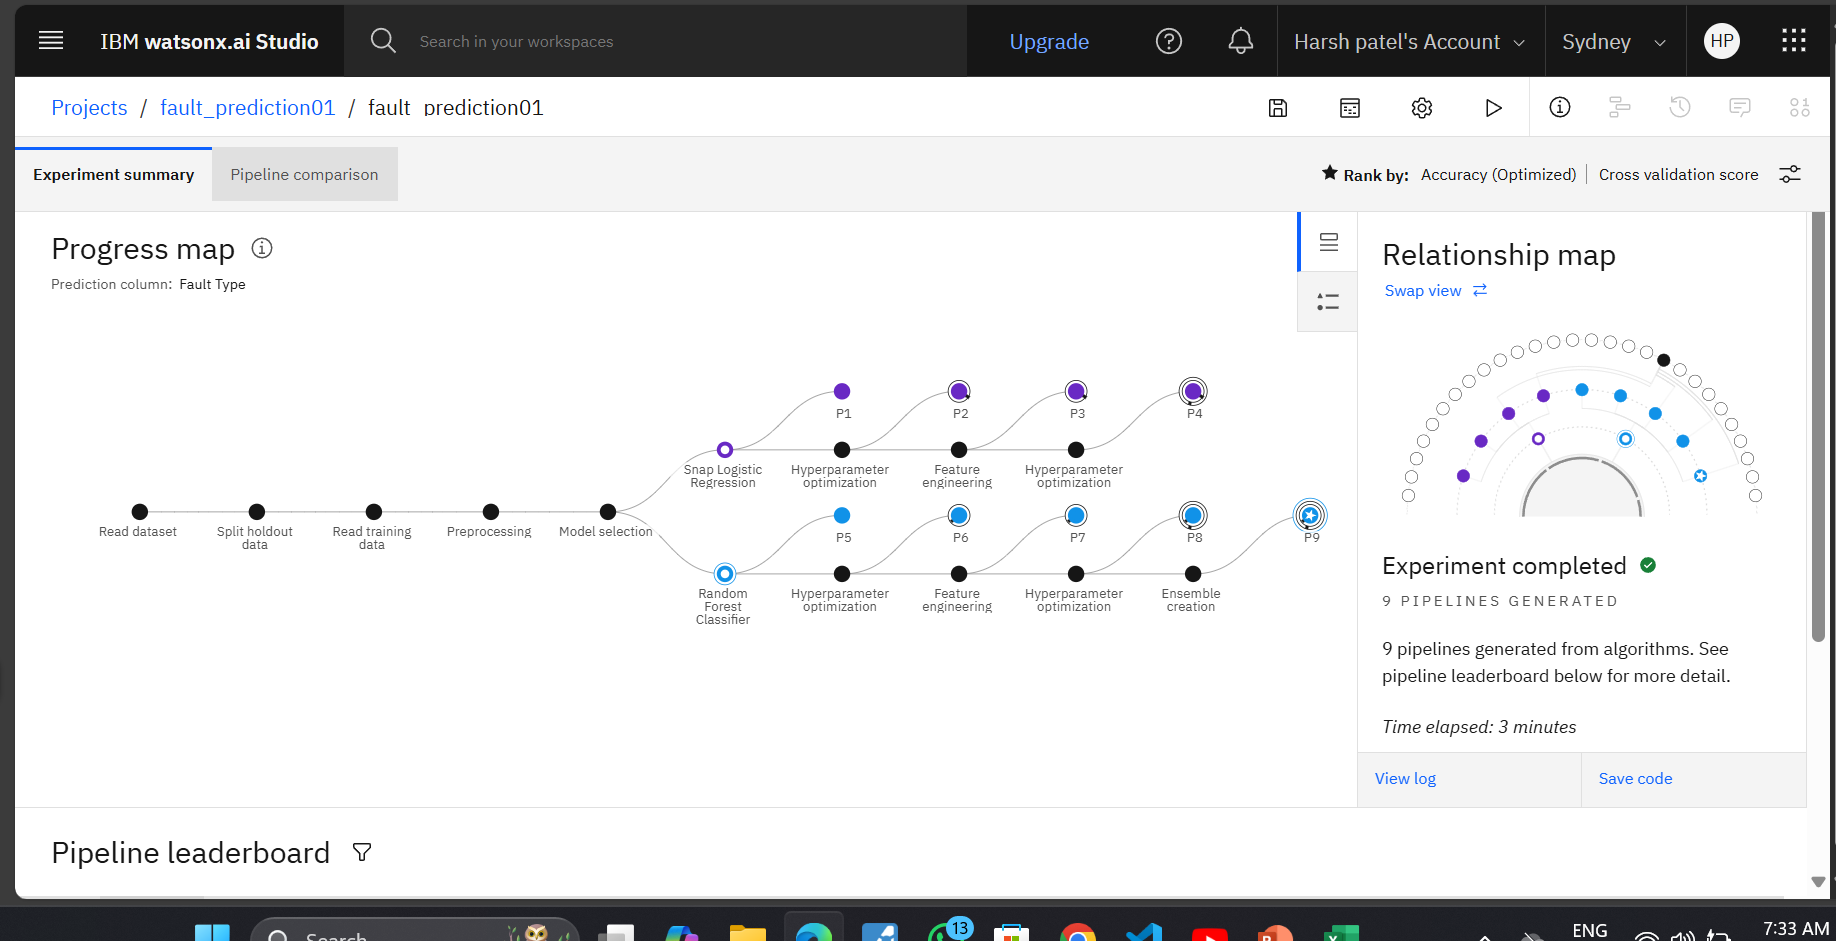 IBM watsonx.ai Studio
Search in your workspaces
Upgrade
Harsh patel's Account
Sydney
HP
Projects / fault_prediction01 / fault_prediction01
Experiment summary
Pipeline comparison
Rank by: Accuracy (Optimized) | Cross validation score
Progress map
Prediction column: Fault Type
Relationship map
Swap view
P1
P2
P3
P4
Snap Logistic
Regression
Hyperparameter
optimization
Feature
engineering
Hyperparameter
optimization
Read dataset
Split holdout
data
Read training
data
Preprocessing
Model selection
P5
P6
P7
P8
P9
Random
Forest
Classifier
Hyperparameter
optimization
Feature
engineering
Hyperparameter
optimization
Ensemble
creation
Experiment completed
9 PIPELINES GENERATED
9 pipelines generated from algorithms. See
pipeline leaderboard below for more detail.
Time elapsed: 3 minutes
View log
Save code
Pipeline leaderboard
Search
13
ENG
7:33 AM